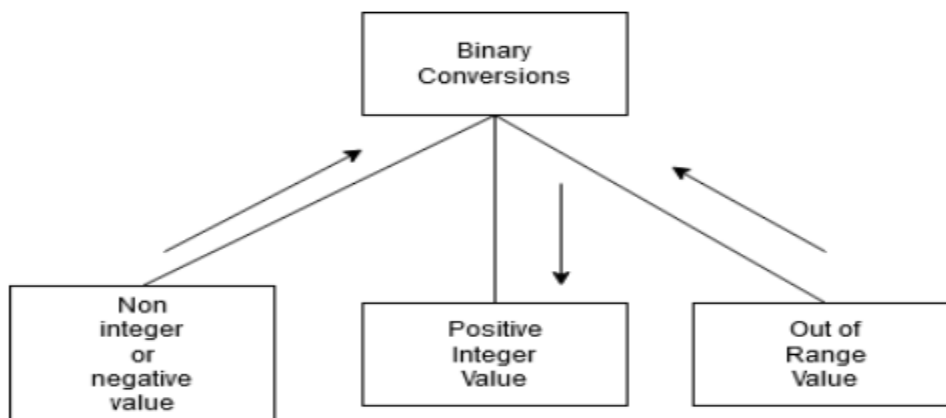 Binary
Conversions
Non
integer
or
negative
value
Positive
Integer
Value
Out of
Range
Value